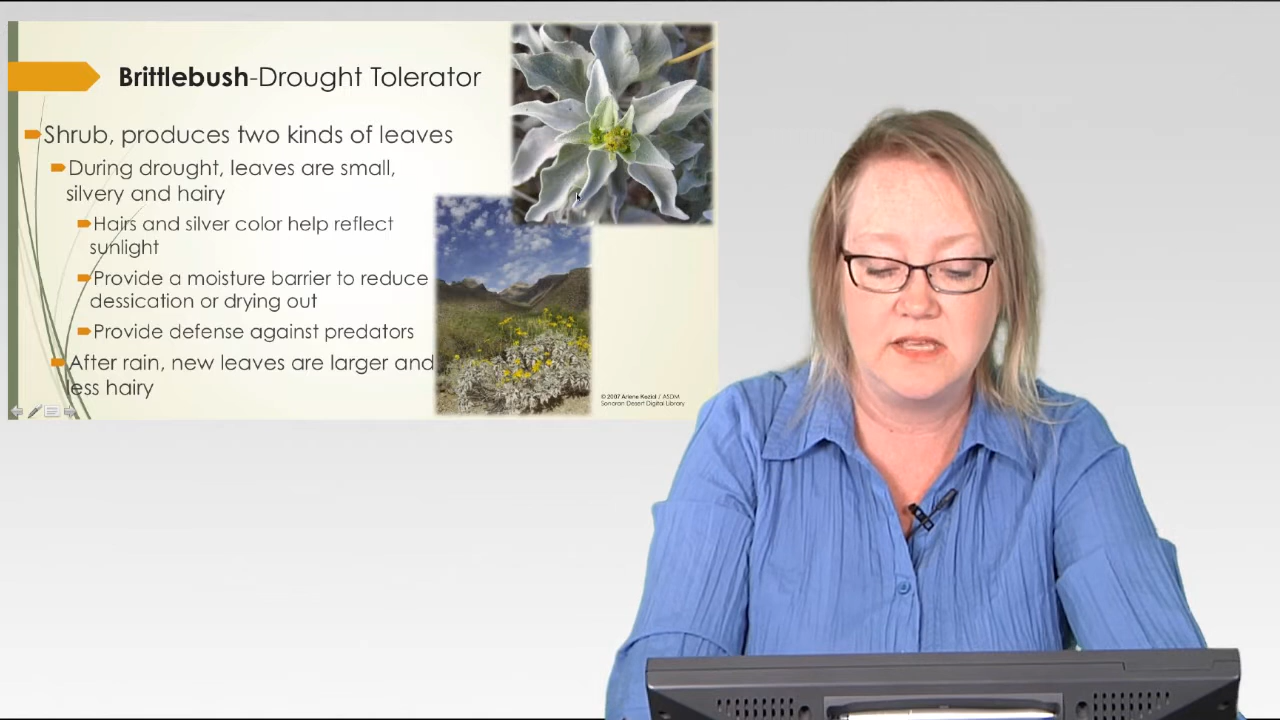 Brittlebush-Drought Tolerator
Shrub, produces two kinds of leaves
During drought, leaves are small,
silvery and hairy
Hairs and silver color help reflect
sunlight
Provide a moisture barrier to reduce
dessication or drying out
Provide defense against predators
After rain, new leaves are larger and
less hairy
© 2007 Arlene Kozial / ASDM
Sonoran Desert Digital Library